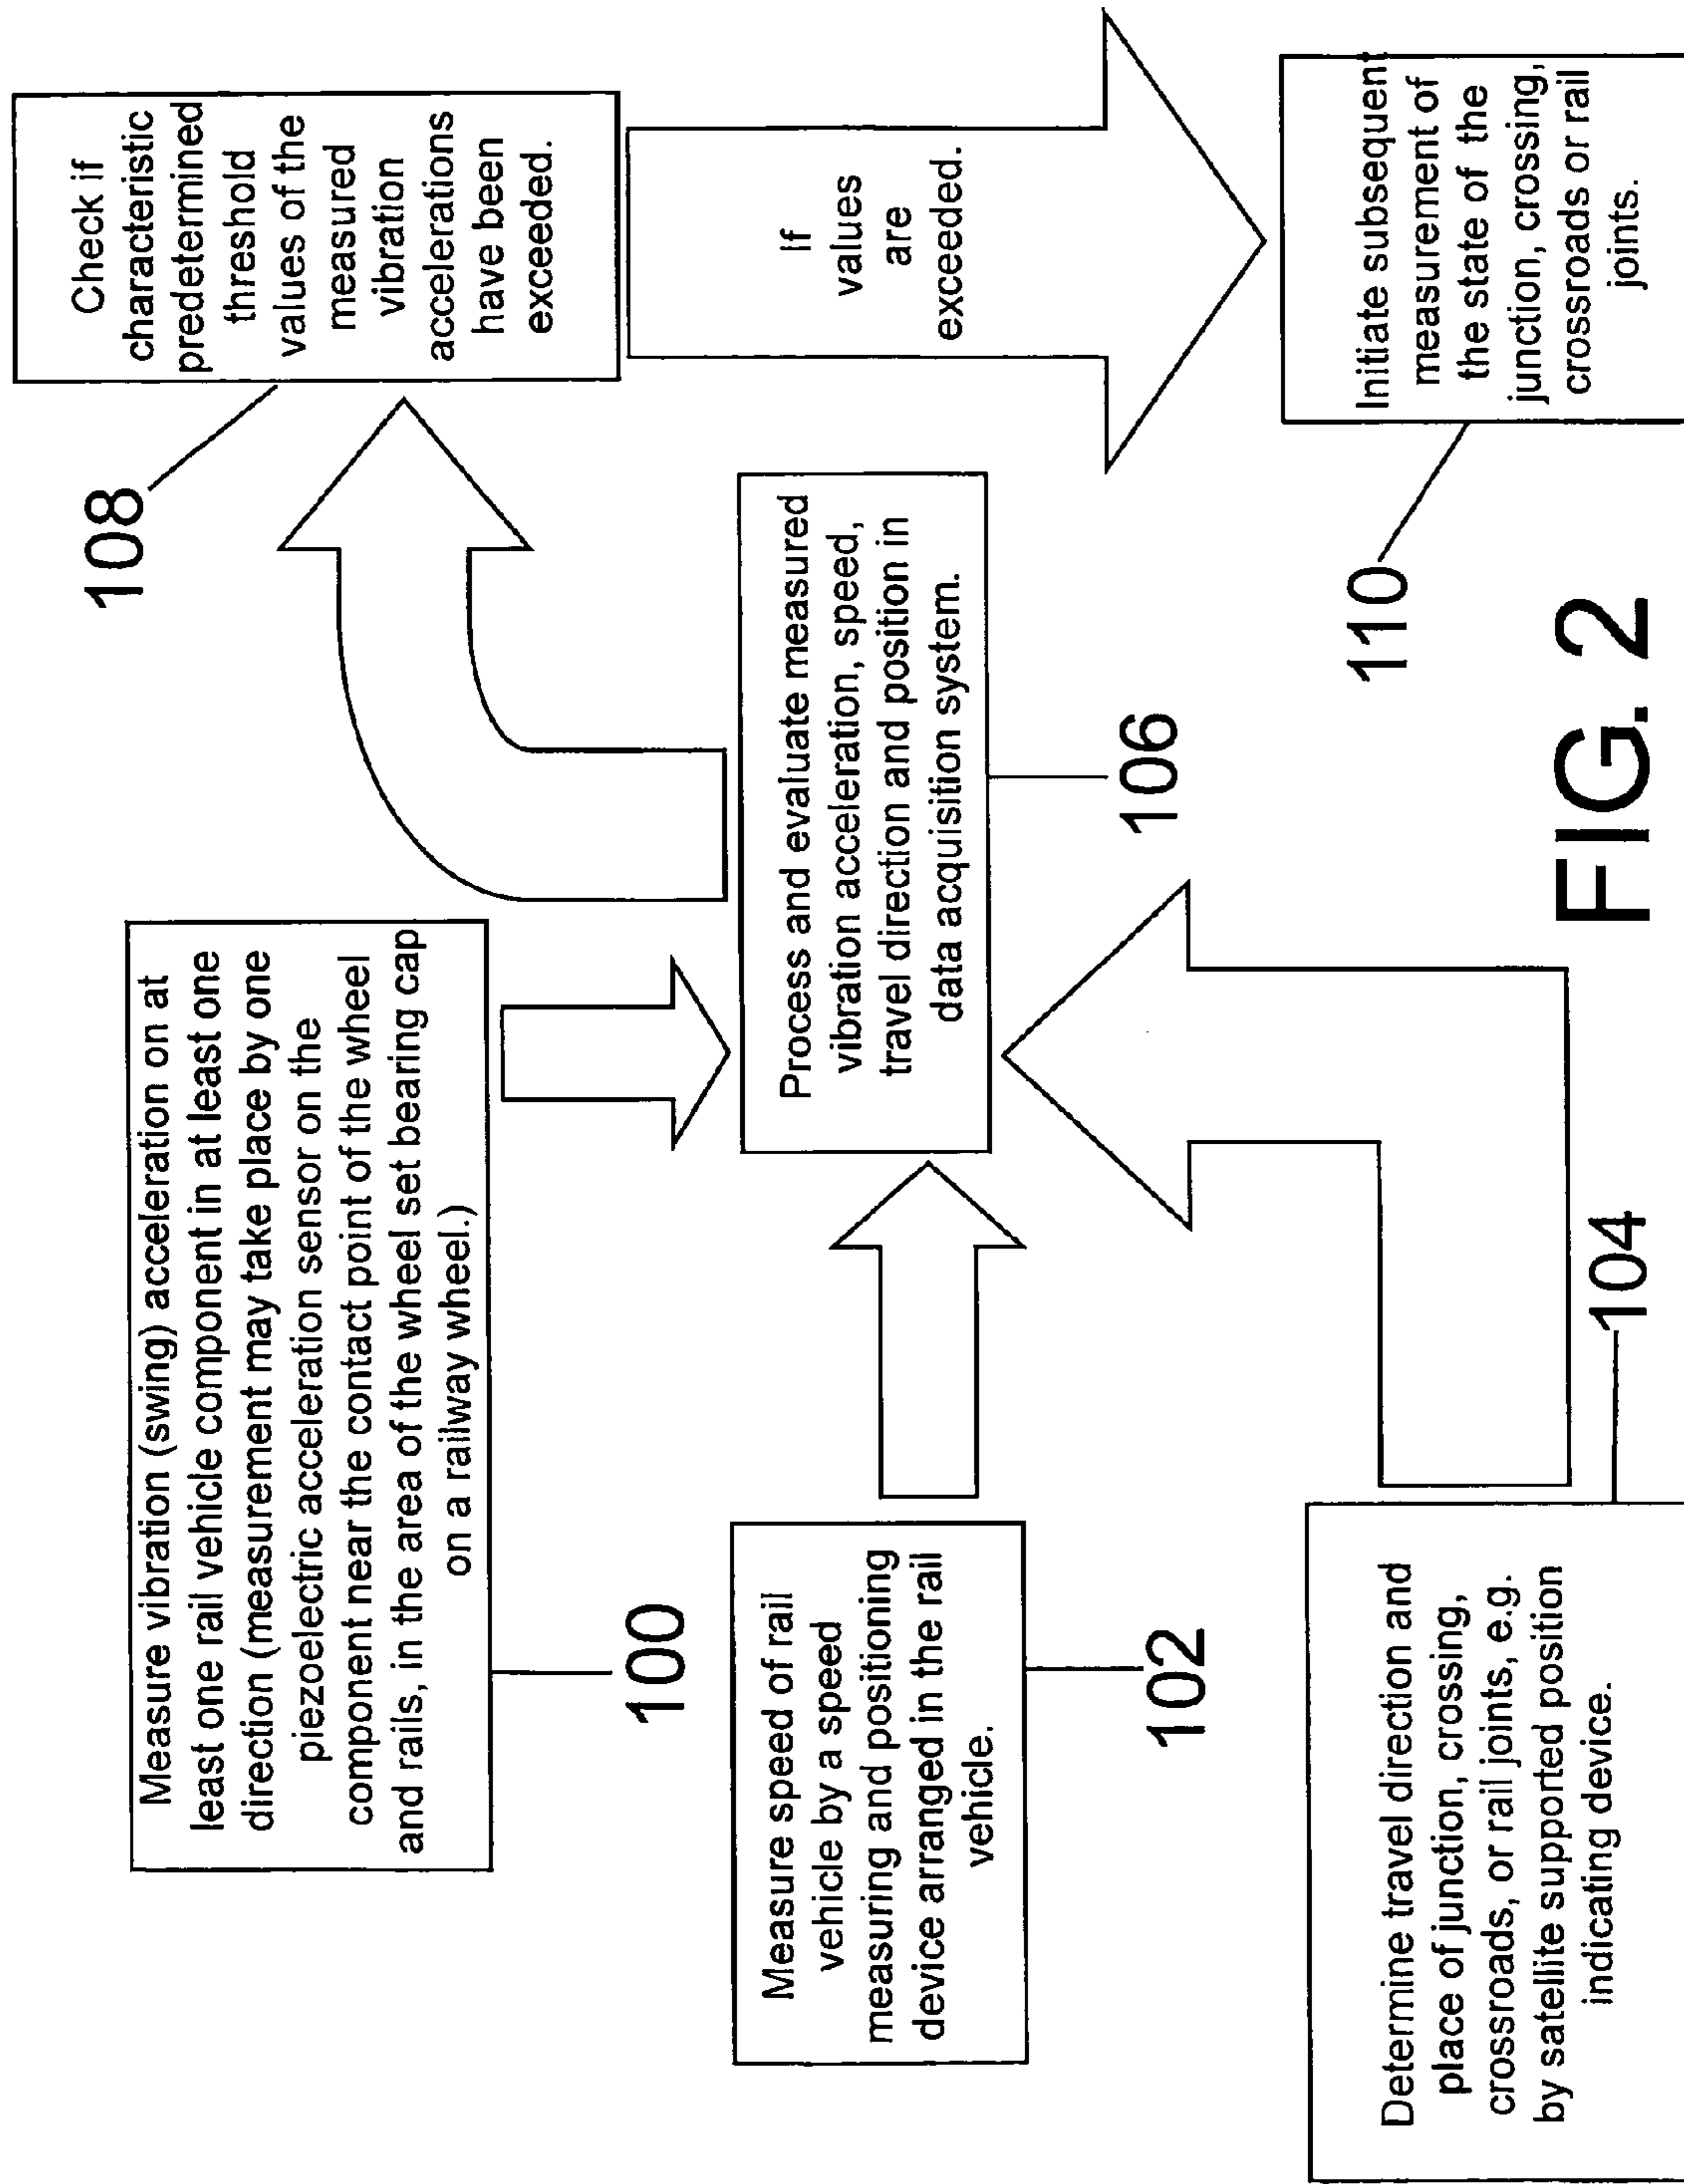 Measure vibration (swing) acceleration on at
least one rail vehicle component in at least one
direction (measurement may take place by one
piezoelectric acceleration sensor on the
component near the contact point of the wheel
and rails, in the area of the wheel set bearing cap
on a railway wheel.)
100
Measure speed of rail
vehicle by a speed
measuring and positioning
device arranged in the rail
vehicle.
102
Determine travel direction and
place of junction, crossing,
crossroads, or rail joints, e.g.
by satellite supported position
indicating device.
104
Process and evaluate measured
vibration acceleration, speed,
travel direction and position in
data acquisition system.
106
Check if
characteristic
predetermined
threshold
values of the
measured
vibration
accelerations
have been
exceeded.
108
If
values
are
exceeded.
Initiate subsequent
measurement of
the state of the
junction, crossing,
crossroads or rail
joints.
110
FIG. 2